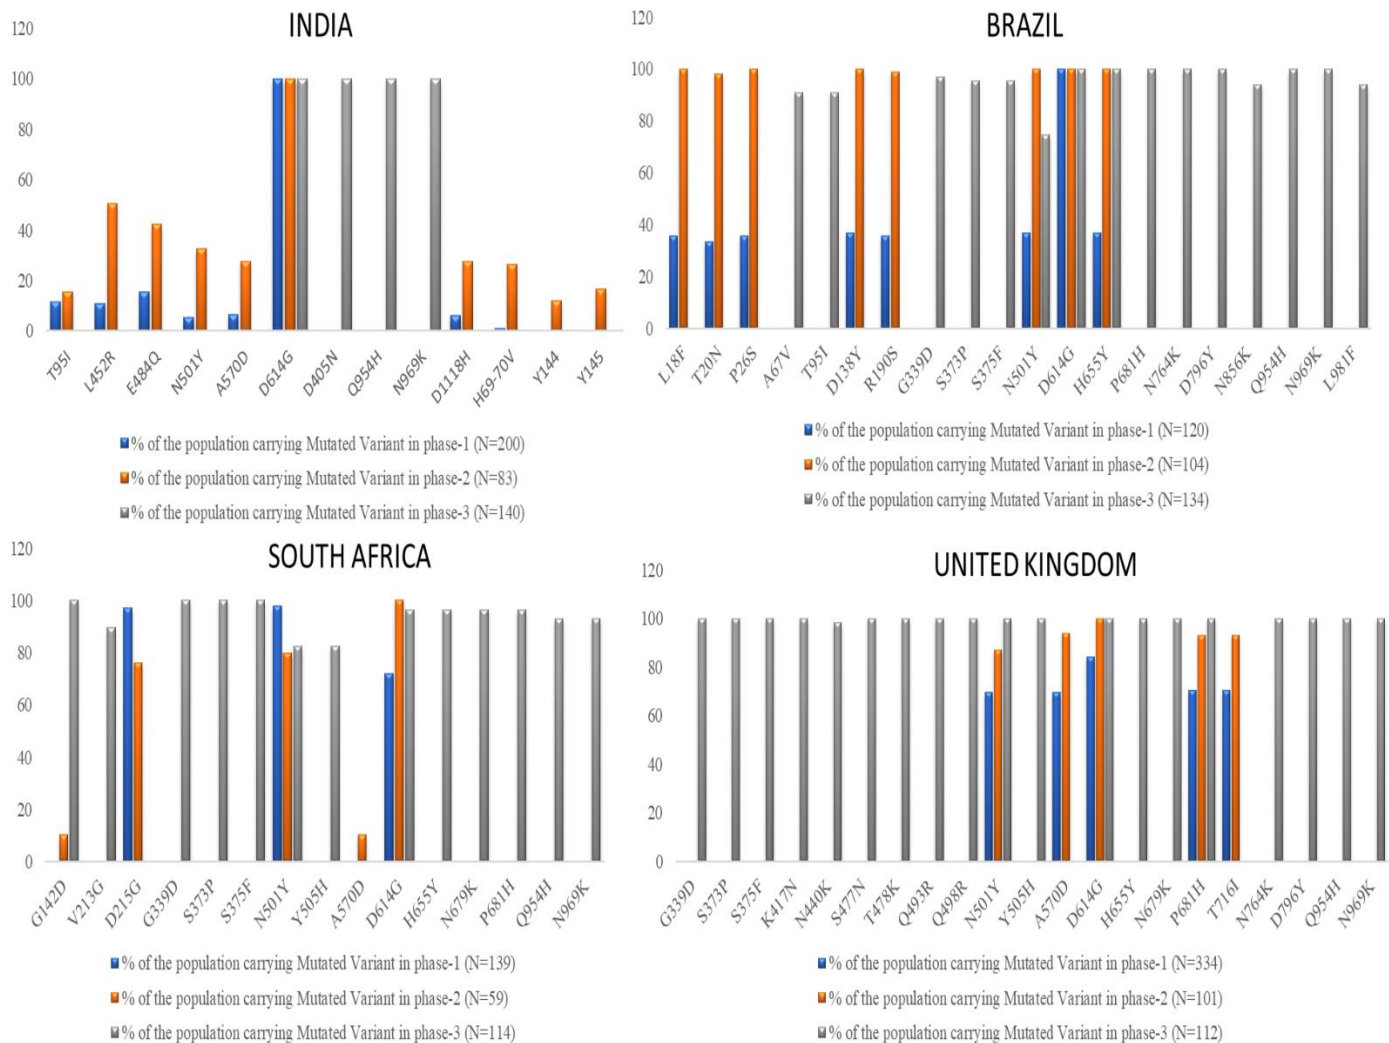 INDIA
120
100
80
60
40
20
0
T95I
L452R
E484Q
N501Y
A570D
D614G
D405N
Q954H
N969K
D1118H
H69-70V
Y144
Y145
% of the population carrying Mutated Variant in phase-1 (N=200)
% of the population carrying Mutated Variant in phase-2 (N=83)
% of the population carrying Mutated Variant in phase-3 (N=140)
BRAZIL
120
100
80
60
40
20
0
L18F
T20N
P26S
A67V
T95I
D138Y
R190S
G339D
S373P
S375F
N501Y
D614G
H655Y
P681H
N764K
D796Y
N856K
Q954H
N969K
L981F
% of the population carrying Mutated Variant in phase-1 (N=120)
% of the population carrying Mutated Variant in phase-2 (N=104)
% of the population carrying Mutated Variant in phase-3 (N=134)
SOUTH AFRICA
120
100
80
60
40
20
0
G142D
V213G
D215G
G339D
S373P
S375F
N501Y
Y505H
A570D
D614G
H655Y
N679K
P681H
Q954H
N969K
% of the population carrying Mutated Variant in phase-1 (N=139)
% of the population carrying Mutated Variant in phase-2 (N=59)
% of the population carrying Mutated Variant in phase-3 (N=114)
UNITED KINGDOM
120
100
80
60
40
20
0
G339D
S373P
S375F
K417N
N440K
S477N
T478K
Q493R
Q498R
N501Y
Y505H
A570D
D614G
H655Y
N679K
P681H
T716I
N764K
D796Y
Q954H
N969K
% of the population carrying Mutated Variant in phase-1 (N=334)
% of the population carrying Mutated Variant in phase-2 (N=101)
% of the population carrying Mutated Variant in phase-3 (N=112)